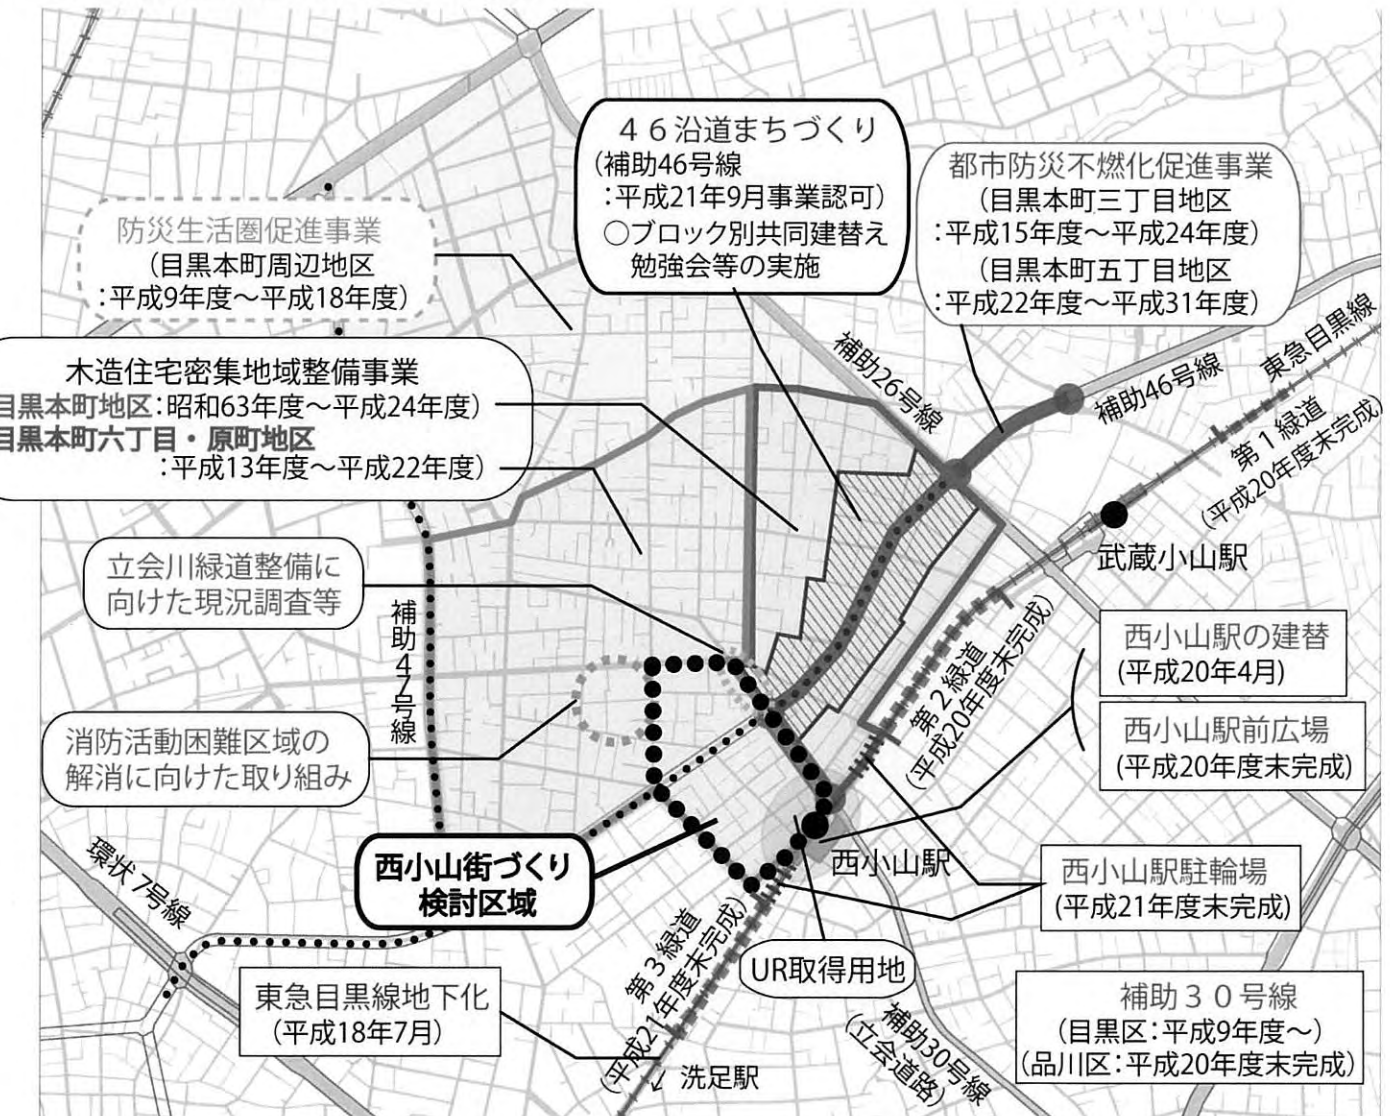 ４６沿道まちづくり
(補助46号線
:平成21年9月事業認可)
○ブロック別共同建替え
勉強会等の実施
都市防災不燃化促進事業
(目黒本町三丁目地区
:平成15年度～平成24年度)
(目黒本町五丁目地区
:平成22年度～平成31年度)
防災生活圏促進事業
(目黒本町周辺地区
:平成9年度～平成18年度)
木造住宅密集地域整備事業
目黒本町地区:昭和63年度～平成24年度)
目黒本町六丁目・原町地区
:平成13年度～平成22年度)
補助26号線
補助46号線
東急目黒線
第１緑道
(平成20年度末完成)
武蔵小山駅
立会川緑道整備に
向けた現況調査等
補助47号線
第２緑道
(平成20年度末完成)
西小山駅の建替
(平成20年4月)
西小山駅前広場
(平成20年度末完成)
消防活動困難区域の
解消に向けた取り組み
環状7号線
西小山街づくり
検討区域
西小山駅
西小山駅駐輪場
(平成21年度末完成)
第３緑道
(平成21年度末完成)
UR取得用地
東急目黒線地下化
(平成18年7月)
補助30号線
(立会道路)
補助３０号線
(目黒区:平成9年度～)
(品川区:平成20年度末完成)
洗足駅